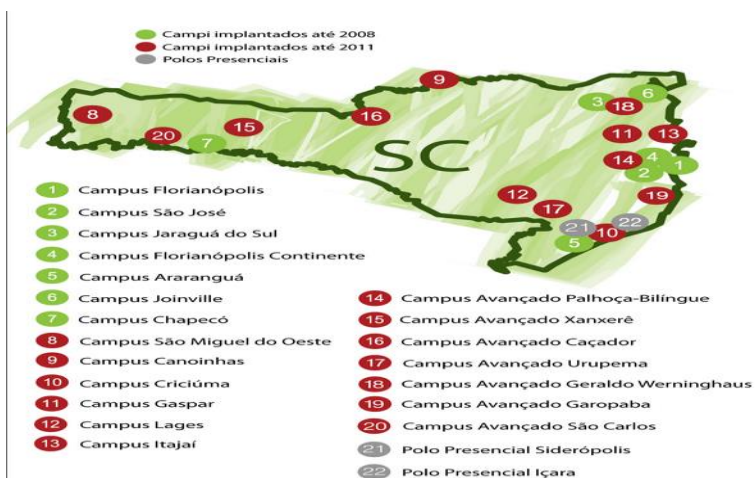 Campi implantados até 2008
Campi implantados até 2011
Polos Presenciais
9
6
3
18
8
16
15
20
7
11
13
SC
4
14
1
2
12
17
19
21
22
10
5
1 Campus Florianópolis
2 Campus São José
3 Campus Jaraguá do Sul
4 Campus Florianópolis Continente
5 Campus Araranguá
6 Campus Joinville
7 Campus Chapecó
8 Campus São Miguel do Oeste
9 Campus Canoinhas
10 Campus Criciúma
11 Campus Gaspar
12 Campus Lages
13 Campus Itajaí
14 Campus Avançado Palhoça-Bilíngue
15 Campus Avançado Xanxerê
16 Campus Avançado Caçador
17 Campus Avançado Urupema
18 Campus Avançado Geraldo Werninghaus
19 Campus Avançado Garopaba
20 Campus Avançado São Carlos
21 Polo Presencial Siderópolis
22 Polo Presencial Içara